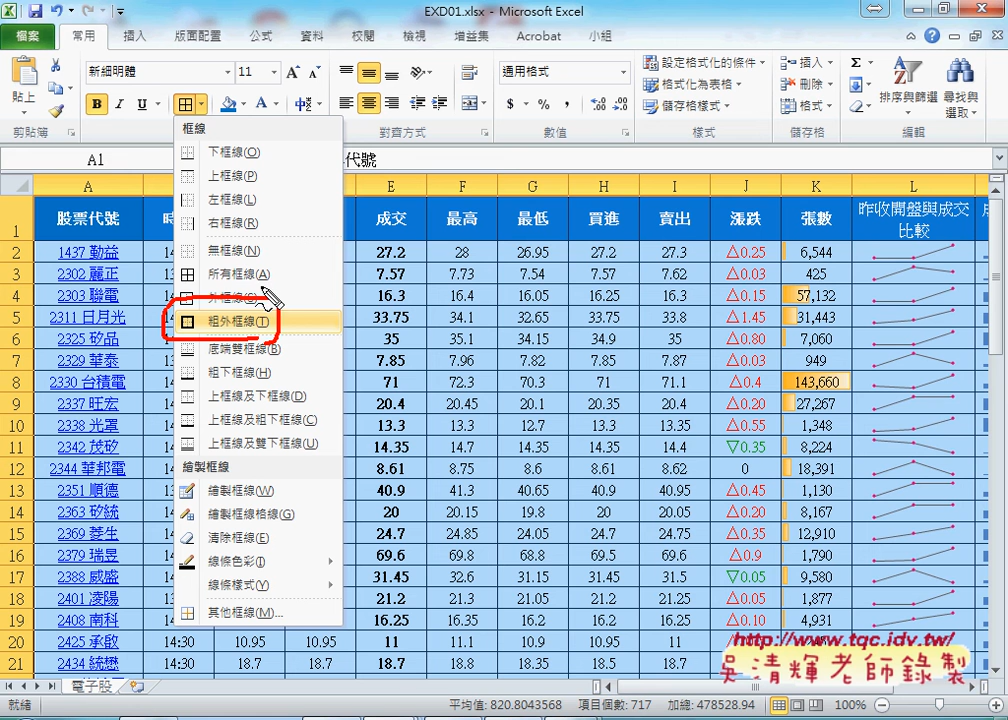 EXD01.xlsx - Microsoft Excel
檔案 常用 插入 版面配置 公式 資料 校閱 檢視 增益集 Acrobat 小組
貼上 新細明體 11 通用格式 設定格式化的條件 插入 Σ
B I U A 中 $ % , 格式化為表格 刪除 排序與篩選 尋找與選取
儲存格樣式 格式
剪貼簿 對齊方式 數值 樣式 儲存格 編輯
A1 代號
框線
下框線(O)
上框線(P)
左框線(L)
右框線(R)
無框線(N)
所有框線(A)
外框線(S)
粗外框線(T)
底端雙框線(B)
粗下框線(H)
上框線及下框線(D)
上框線及粗下框線(C)
上框線及雙下框線(U)
繪製框線
繪製框線(W)
繪製框線格線(G)
清除框線(E)
線條色彩(I)
線條樣式(Y)
其他框線(M)...
A E F G H I J K L
1 股票代號 成交 最高 最低 買進 賣出 漲跌 張數 昨收開盤與成交比較
2 1437 勤益 27.2 28 26.95 27.2 27.3 △0.25 6,544
3 2302 麗正 7.57 7.73 7.54 7.57 7.62 △0.03 425
4 2303 聯電 16.3 16.4 16.05 16.25 16.3 △0.15 57,132
5 2311 日月光 33.75 34.1 32.65 33.75 33.8 △1.45 31,443
6 2325 矽品 35 35.1 34.15 34.9 35 △0.80 7,060
7 2329 華泰 7.85 7.96 7.82 7.85 7.87 △0.03 949
8 2330 台積電 71 72.3 70.3 71 71.1 △0.4 143,660
9 2337 旺宏 20.4 20.45 20.1 20.35 20.4 △0.20 27,267
10 2338 光罩 13.3 13.3 12.7 13.3 13.35 △0.55 1,348
11 2342 茂矽 14.35 14.7 14.35 14.35 14.4 ▽0.35 8,224
12 2344 華邦電 8.61 8.75 8.6 8.61 8.62 0 18,391
13 2351 順德 40.9 41.3 40.65 40.9 40.95 △0.45 1,130
14 2363 矽統 20 20.15 19.8 20 20.05 △0.20 8,167
15 2369 菱生 24.7 24.85 24.05 24.7 24.75 △0.35 12,910
16 2379 瑞昱 69.6 69.8 68.8 69.5 69.6 △0.9 1,790
17 2388 威盛 31.45 32.6 31.15 31.45 31.5 ▽0.05 9,580
18 2401 凌陽 21.2 21.3 21.05 21.2 21.25 △0.05 1,877
19 2408 南科 16.25 16.35 16.2 16.2 16.25 △0.10 4,931
20 2425 承啟 14:30 10.95 10.95 11 11.1 10.9 10.95 11
21 2434 統懋 14:30 18.7 18.7 18.7 18.8 18.35 18.5 18.7
http://www.tqc.idv.tw/
吳清輝老師錄製
電子股
就緒 平均值: 820.8043568 項目個數: 717 加總: 478528.94 100%